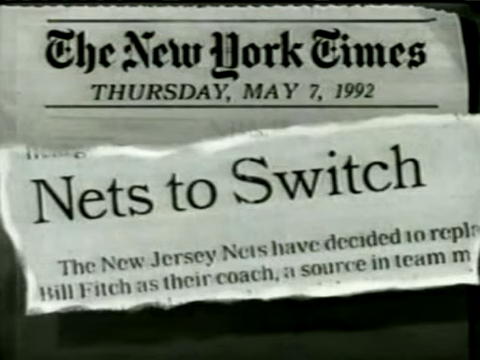 The New York Times
THURSDAY, MAY 7, 1992
Nets to Switch
The New Jersey Nets have decided to repla
Bill Fitch as their coach, a source in team m